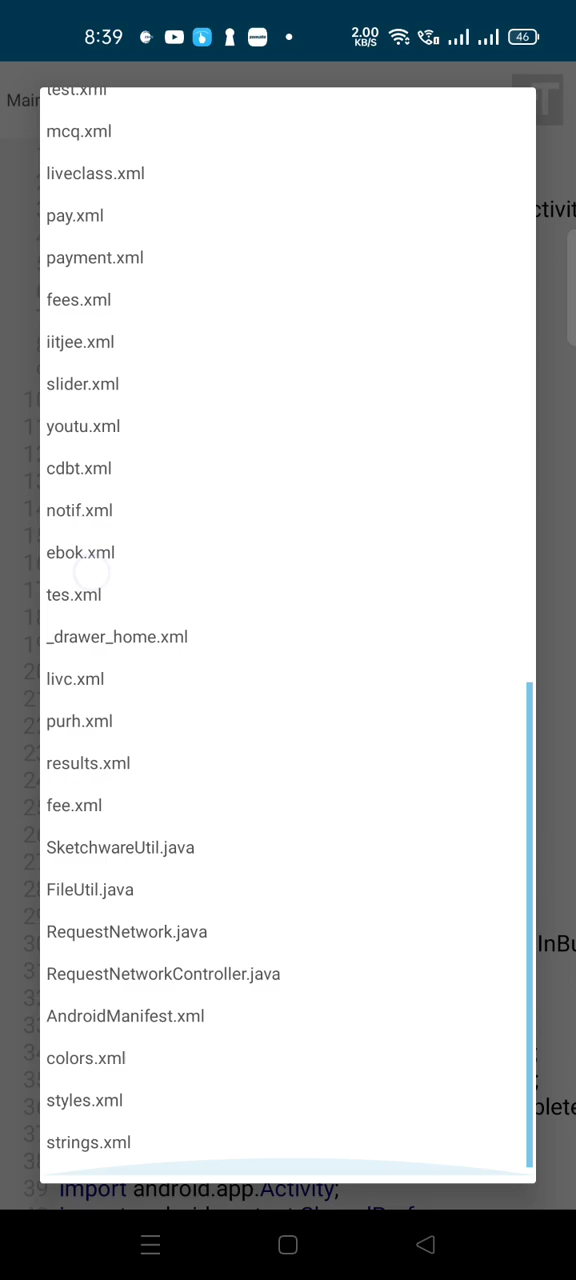 8:39 2.00 KB/S 46
Main
test.xml
mcq.xml
liveclass.xml
pay.xml
payment.xml
fees.xml
iitjee.xml
slider.xml
youtu.xml
cdbt.xml
notif.xml
ebok.xml
tes.xml
_drawer_home.xml
livc.xml
purh.xml
results.xml
fee.xml
SketchwareUtil.java
FileUtil.java
RequestNetwork.java
RequestNetworkController.java
AndroidManifest.xml
colors.xml
styles.xml
strings.xml
39 import android.app.Activity;